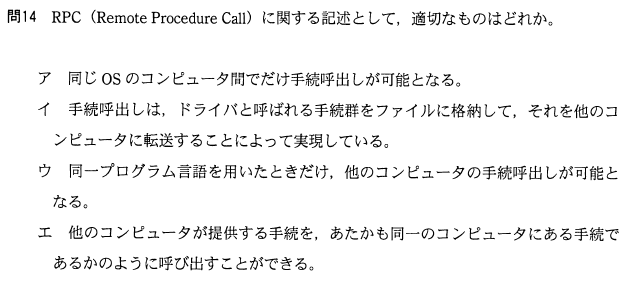 問14 RPC（Remote Procedure Call）に関する記述として，適切なものはどれか。
ア 同じOSのコンピュータ間でだけ手続呼出しが可能となる。
イ 手続呼出しは，ドライバと呼ばれる手続群をファイルに格納して，それを他のコ
ンピュータに転送することによって実現している。
ウ 同一プログラム言語を用いたときだけ，他のコンピュータの手続呼出しが可能と
なる。
エ 他のコンピュータが提供する手続を，あたかも同一のコンピュータにある手続で
あるかのように呼び出すことができる。